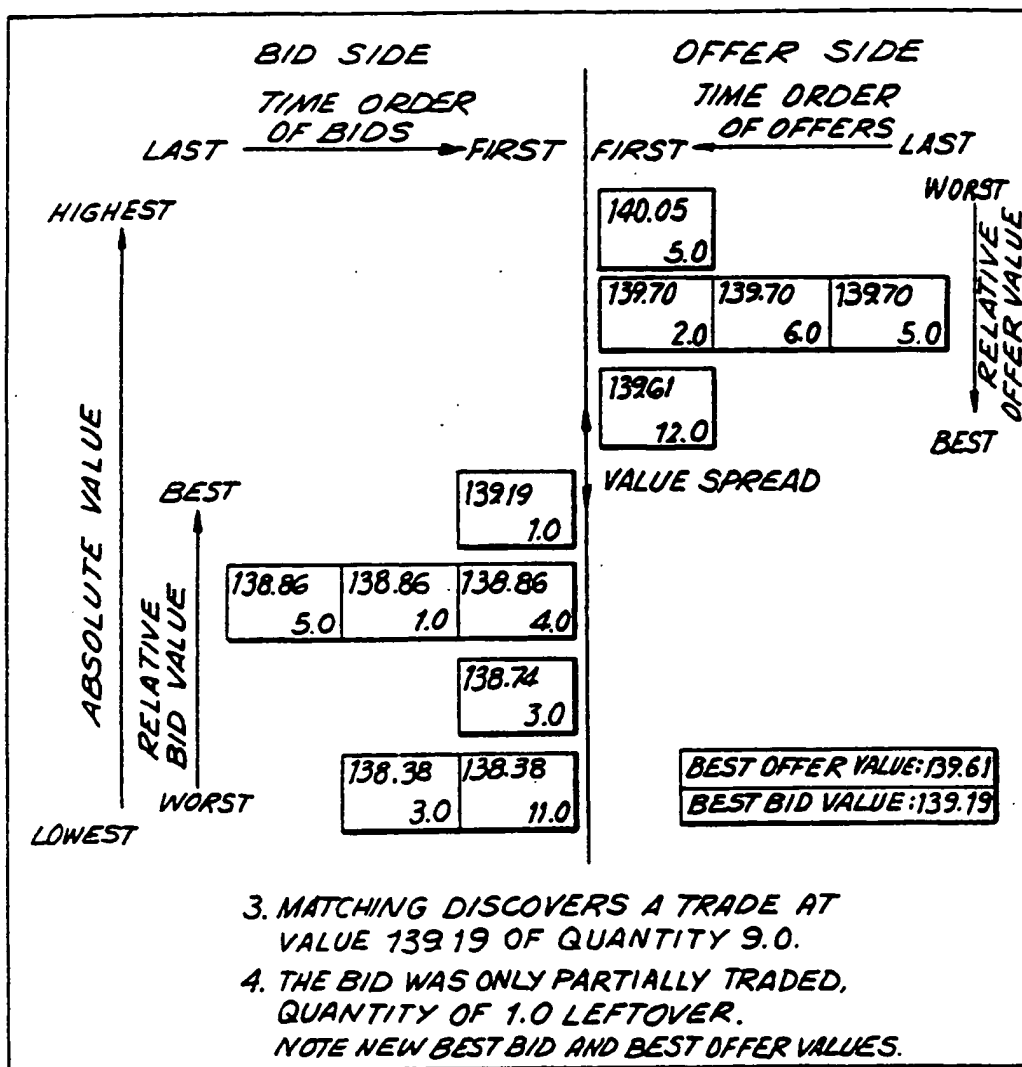 BID SIDE
TIME ORDER
OF BIDS
LAST FIRST
OFFER SIDE
TIME ORDER
OF OFFERS
FIRST LAST
HIGHEST
ABSOLUTE VALUE
LOWEST
BEST
RELATIVE
BID VALUE
WORST
WORST
RELATIVE
OFFER VALUE
BEST
140.05
5.0
139.70 139.70 139.70
2.0 6.0 5.0
139.61
12.0
VALUE SPREAD
139.19
1.0
138.86 138.86 138.86
5.0 1.0 4.0
138.74
3.0
138.38 138.38
3.0 11.0
BEST OFFER VALUE:139.61
BEST BID VALUE:139.19
3. MATCHING DISCOVERS A TRADE AT
VALUE 139.19 OF QUANTITY 9.0.
4. THE BID WAS ONLY PARTIALLY TRADED,
QUANTITY OF 1.0 LEFTOVER.
NOTE NEW BEST BID AND BEST OFFER VALUES.